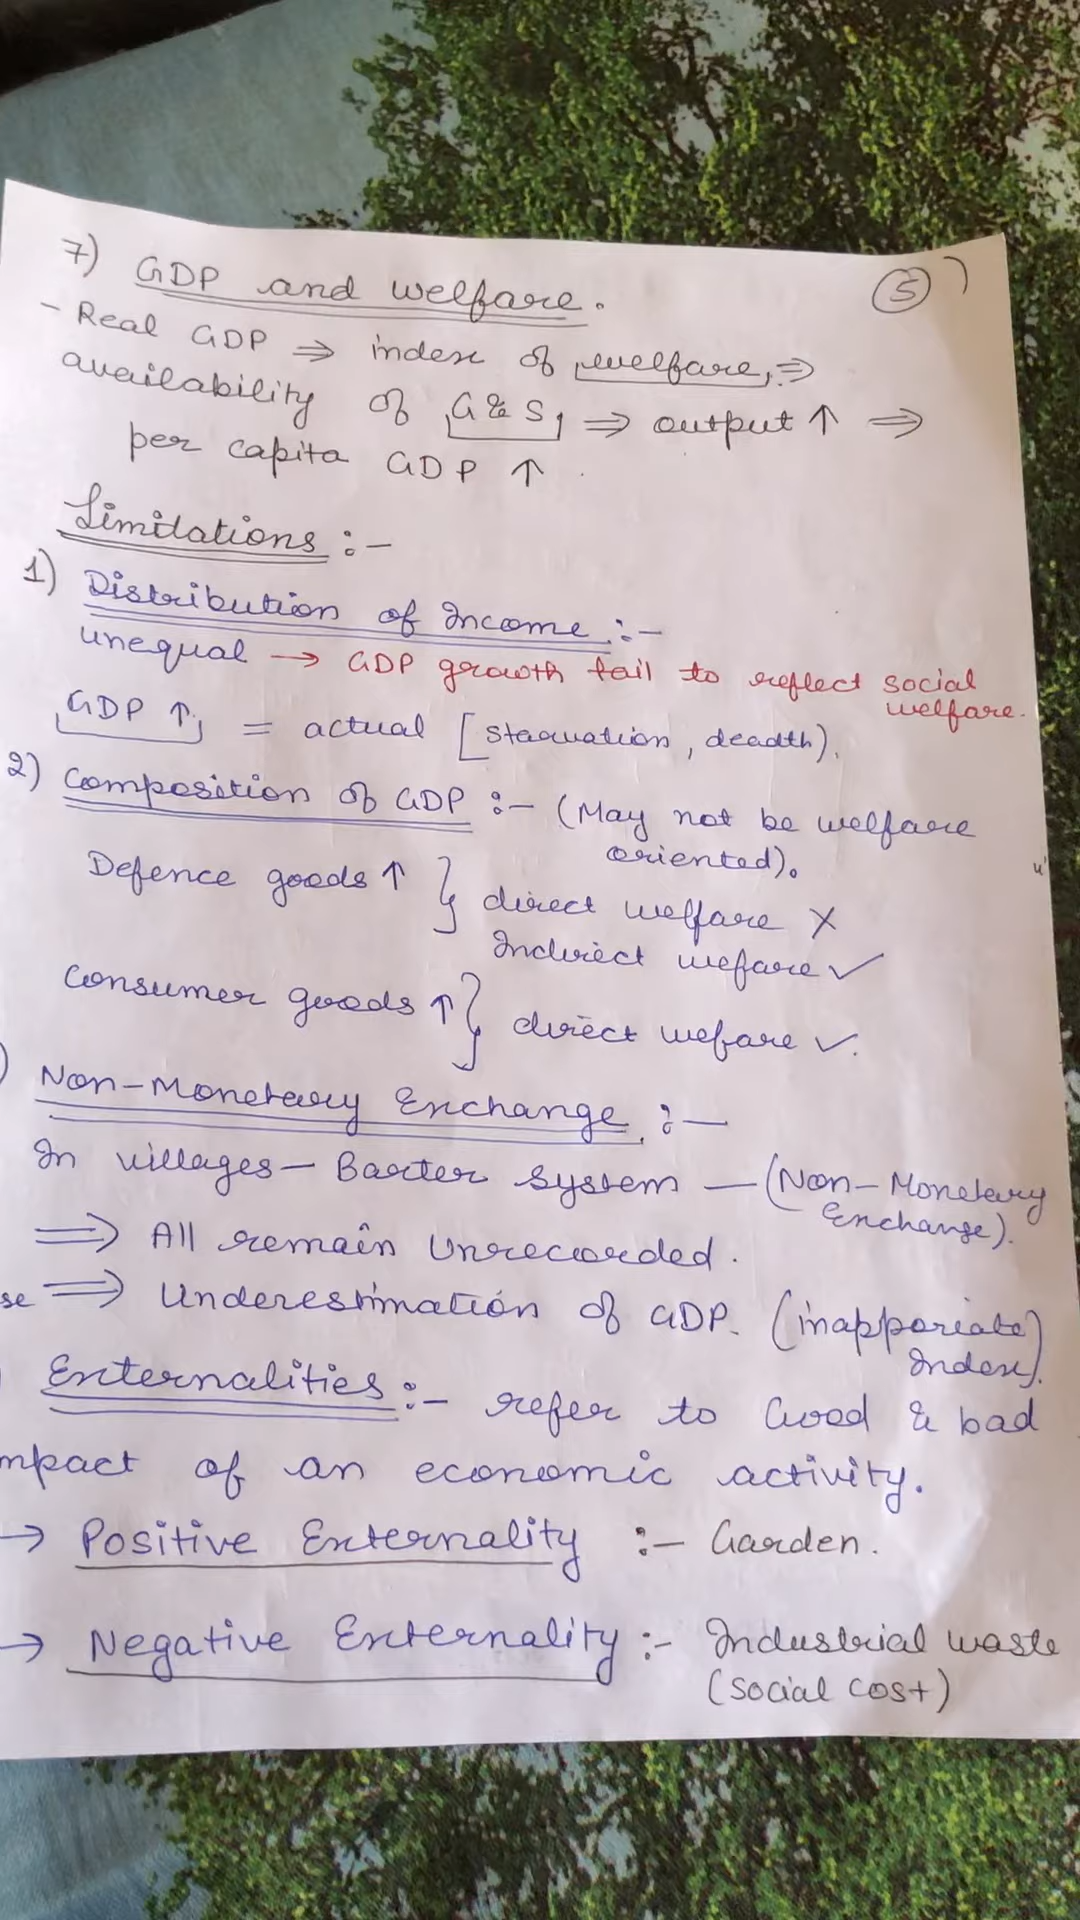 7) GDP and welfare. (5)
- Real GDP ⇒ index of welfare, ⇒
availability of G & S, ⇒ output ↑ ⇒
per capita GDP ↑
Limitations :-
1) Distribution of Income :-
unequal → GDP growth fail to reflect social
welfare.
GDP ↑ = actual [starvation, deadth).
2) Composition of GDP :- (May not be welfare
oriented).
Defence goods ↑ } direct welfare ✗
Indirect wefare ✓
Consumer goods ↑ } direct wefare ✓.
) Non-Monetary Exchange :-
In villages - Barter system - (Non-Monetary
Exchange).
⇒ All remain Unrecorded.
se ⇒ Underestimation of GDP. (inapporiate)
Index).
Externalities :- refer to Good & bad
mpact of an economic activity.
→ Positive Externality :- Garden.
→ Negative Externality :- Industrial waste
(social cost)